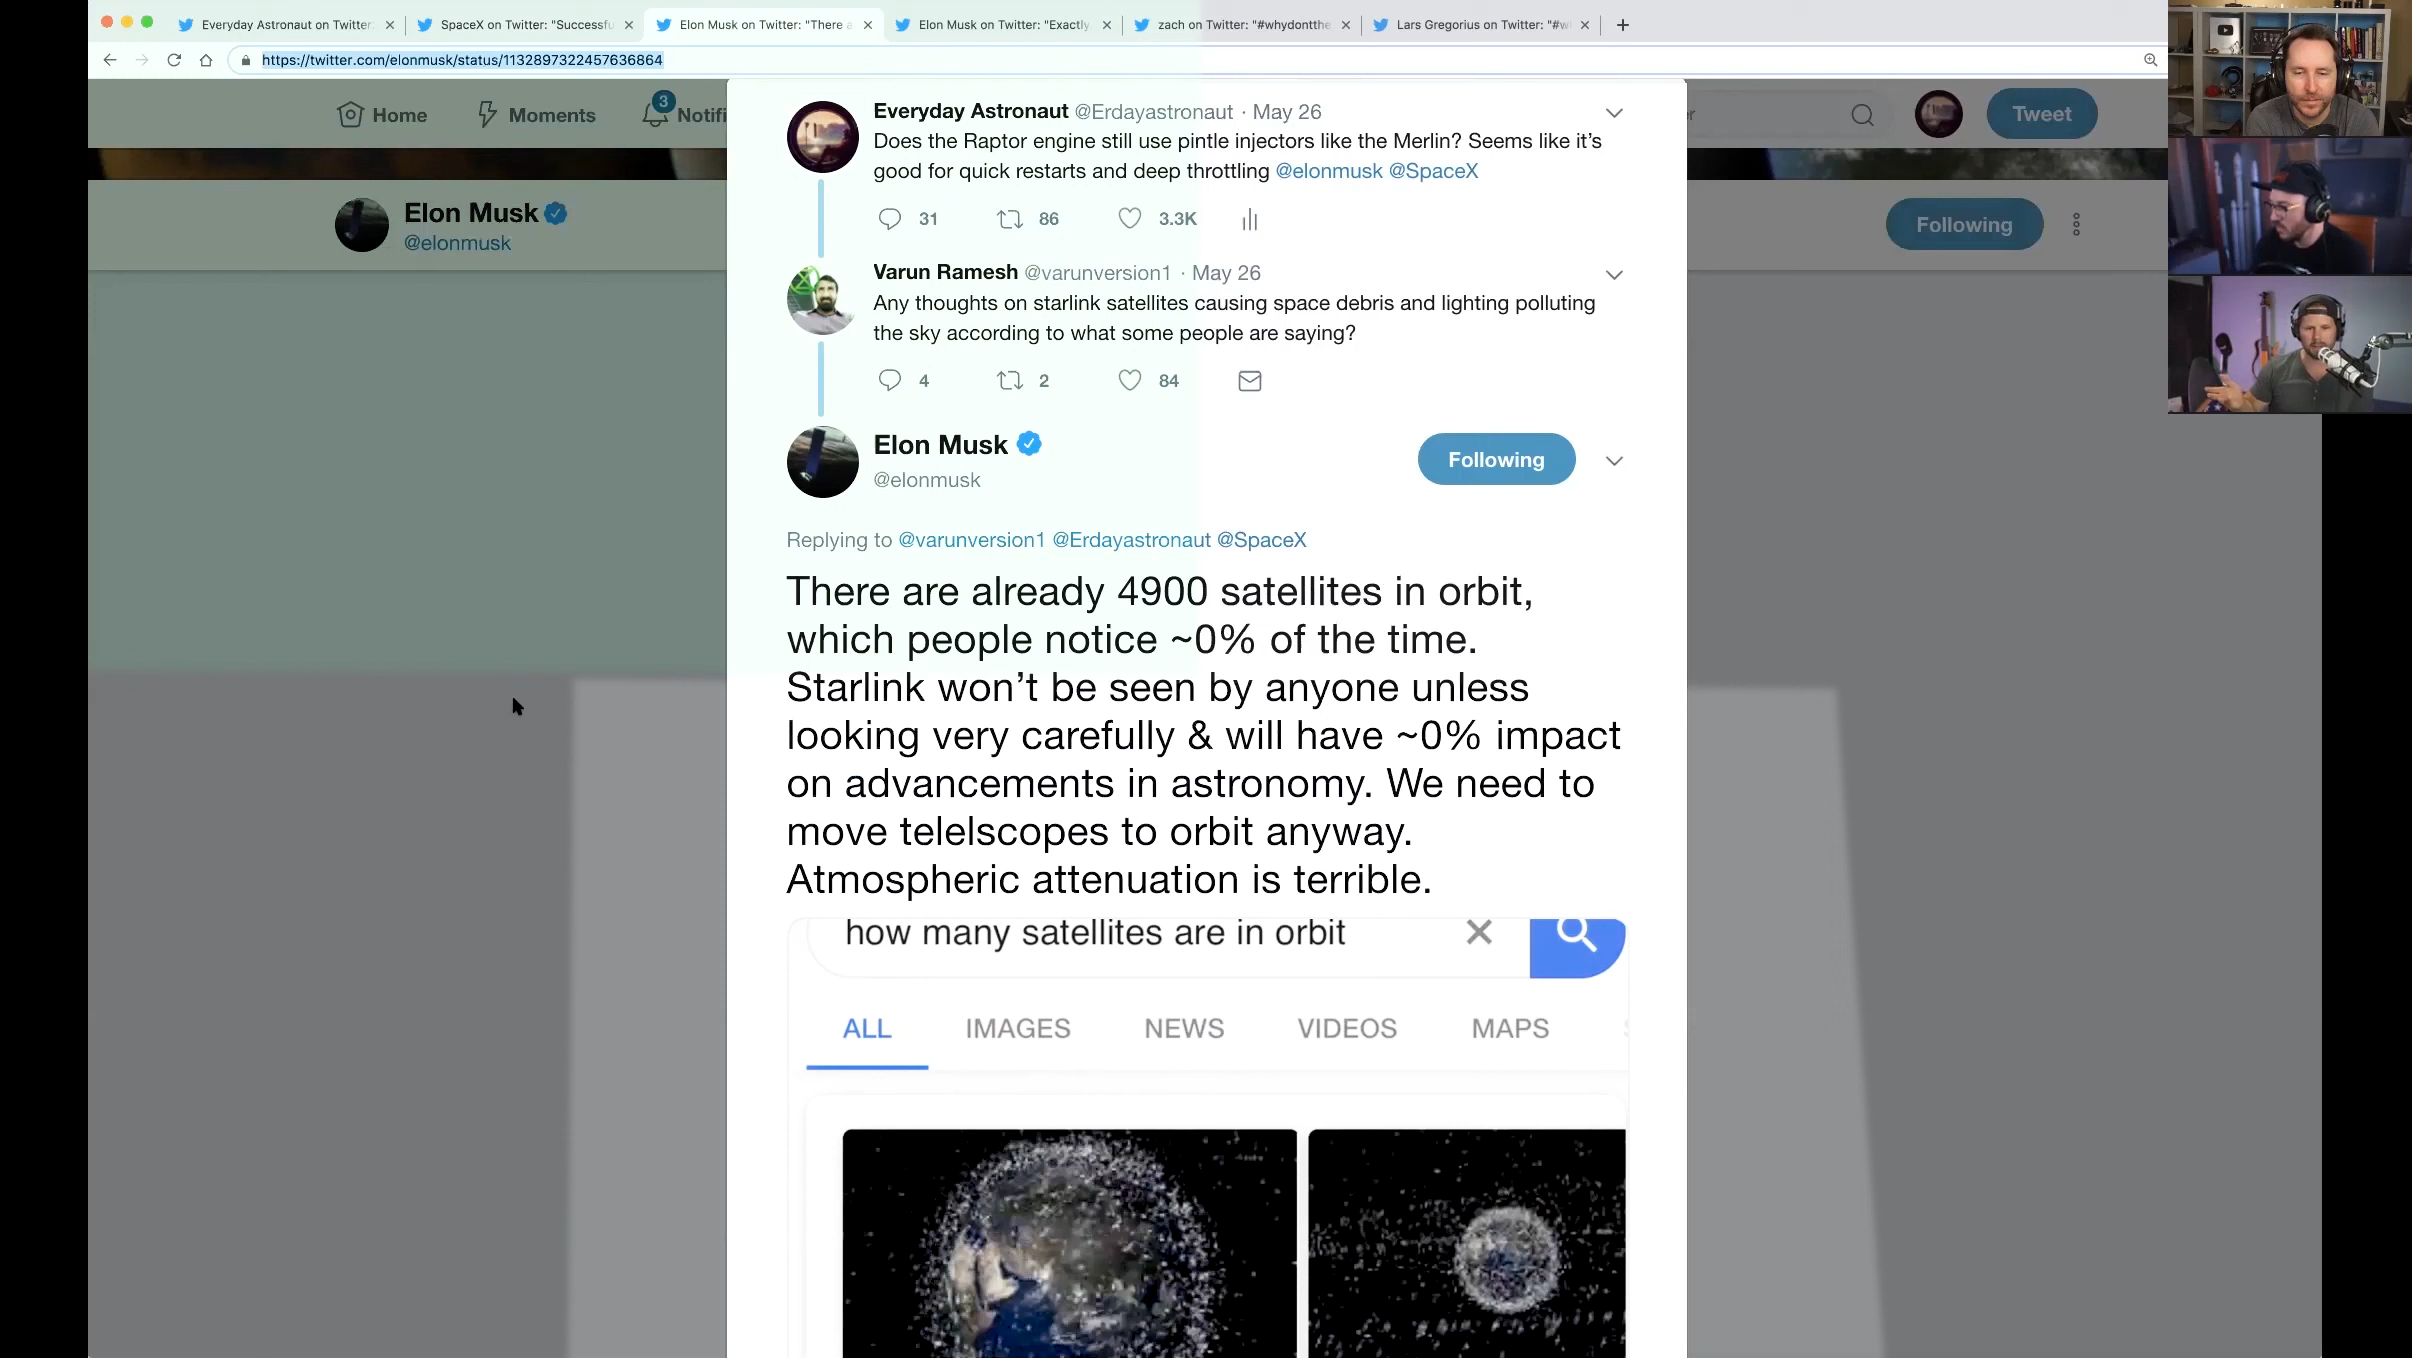 Everyday Astronaut on Twitter:
SpaceX on Twitter: "Successfu
Elon Musk on Twitter: "There a
Elon Musk on Twitter: "Exactly.
zach on Twitter: "#whydontthe
Lars Gregorius on Twitter: "#w
https://twitter.com/elonmusk/status/1132897322457636864
Home
Moments
3
Notifi
Tweet
Elon Musk
@elonmusk
Following
Everyday Astronaut @Erdayastronaut · May 26
Does the Raptor engine still use pintle injectors like the Merlin? Seems like it's
good for quick restarts and deep throttling @elonmusk @SpaceX
31 86 3.3K
Varun Ramesh @varunversion1 · May 26
Any thoughts on starlink satellites causing space debris and lighting polluting
the sky according to what some people are saying?
4 2 84
Elon Musk
@elonmusk
Following
Replying to @varunversion1 @Erdayastronaut @SpaceX
There are already 4900 satellites in orbit,
which people notice ~0% of the time.
Starlink won't be seen by anyone unless
looking very carefully & will have ~0% impact
on advancements in astronomy. We need to
move telelscopes to orbit anyway.
Atmospheric attenuation is terrible.
how many satellites are in orbit
ALL IMAGES NEWS VIDEOS MAPS